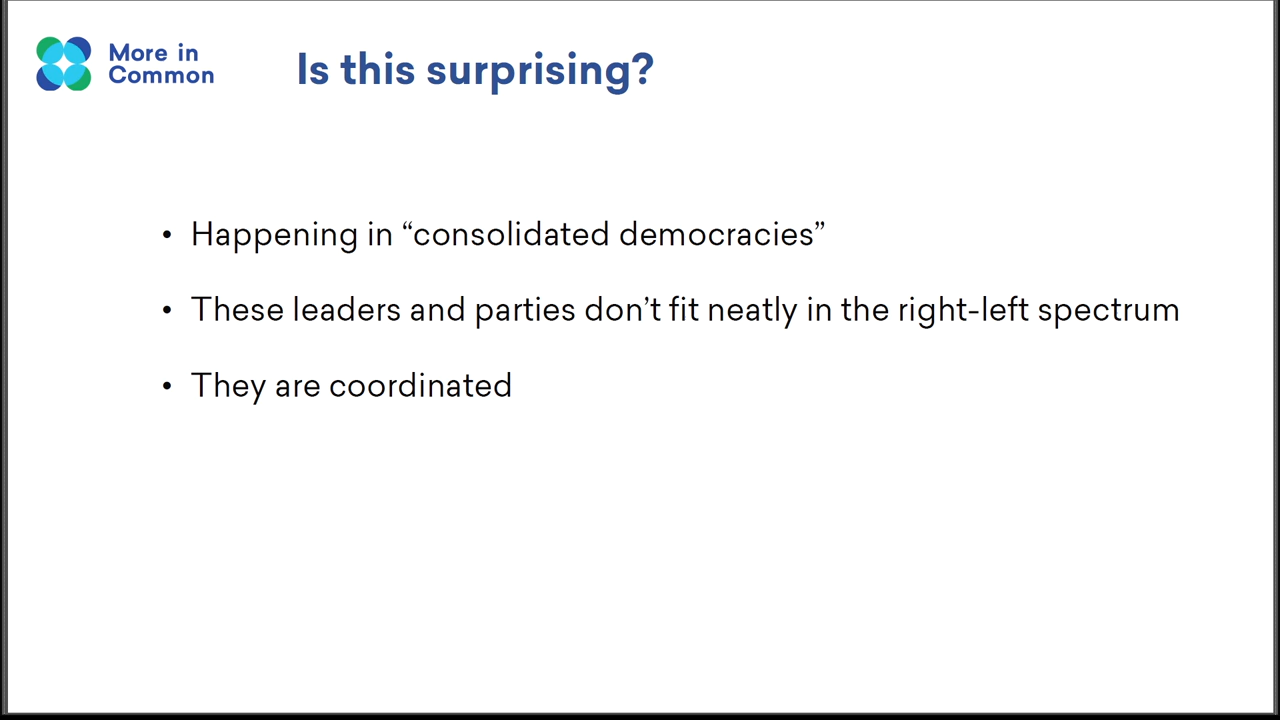 More in
Common
Is this surprising?
• Happening in “consolidated democracies”
• These leaders and parties don’t fit neatly in the right-left spectrum
• They are coordinated